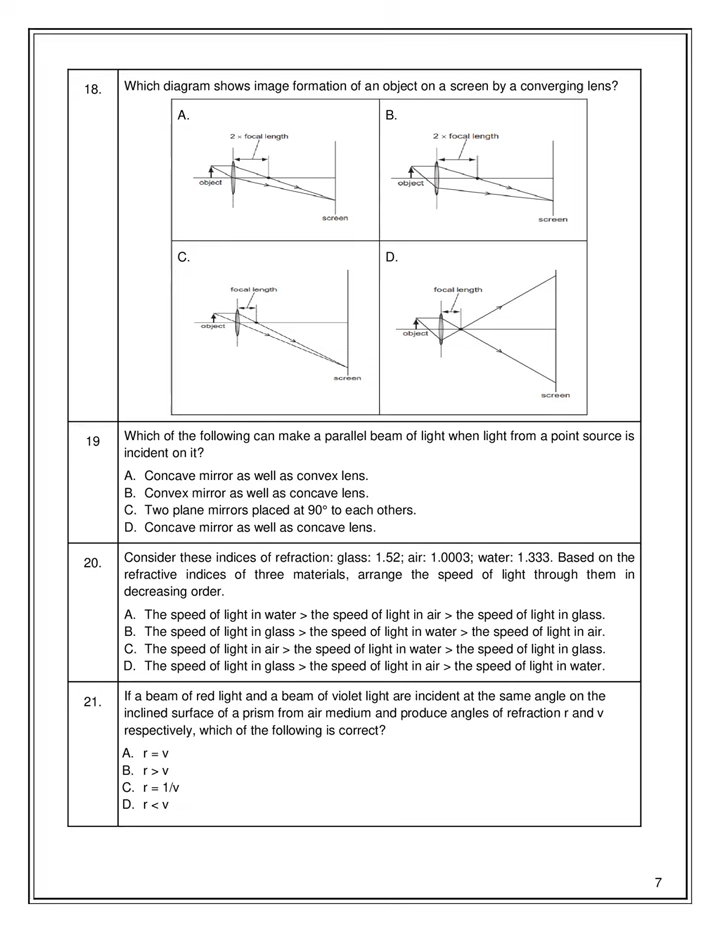 18.
Which diagram shows image formation of an object on a screen by a converging lens?
A.
2 × focal length
object
screen
B.
2 × focal length
object
screen
C.
focal length
object
screen
D.
focal length
object
screen
19
Which of the following can make a parallel beam of light when light from a point source is
incident on it?
A. Concave mirror as well as convex lens.
B. Convex mirror as well as concave lens.
C. Two plane mirrors placed at 90° to each others.
D. Concave mirror as well as concave lens.
20.
Consider these indices of refraction: glass: 1.52; air: 1.0003; water: 1.333. Based on the
refractive indices of three materials, arrange the speed of light through them in
decreasing order.
A. The speed of light in water > the speed of light in air > the speed of light in glass.
B. The speed of light in glass > the speed of light in water > the speed of light in air.
C. The speed of light in air > the speed of light in water > the speed of light in glass.
D. The speed of light in glass > the speed of light in air > the speed of light in water.
21.
If a beam of red light and a beam of violet light are incident at the same angle on the
inclined surface of a prism from air medium and produce angles of refraction r and v
respectively, which of the following is correct?
A. r = v
B. r > v
C. r = 1/v
D. r < v
7